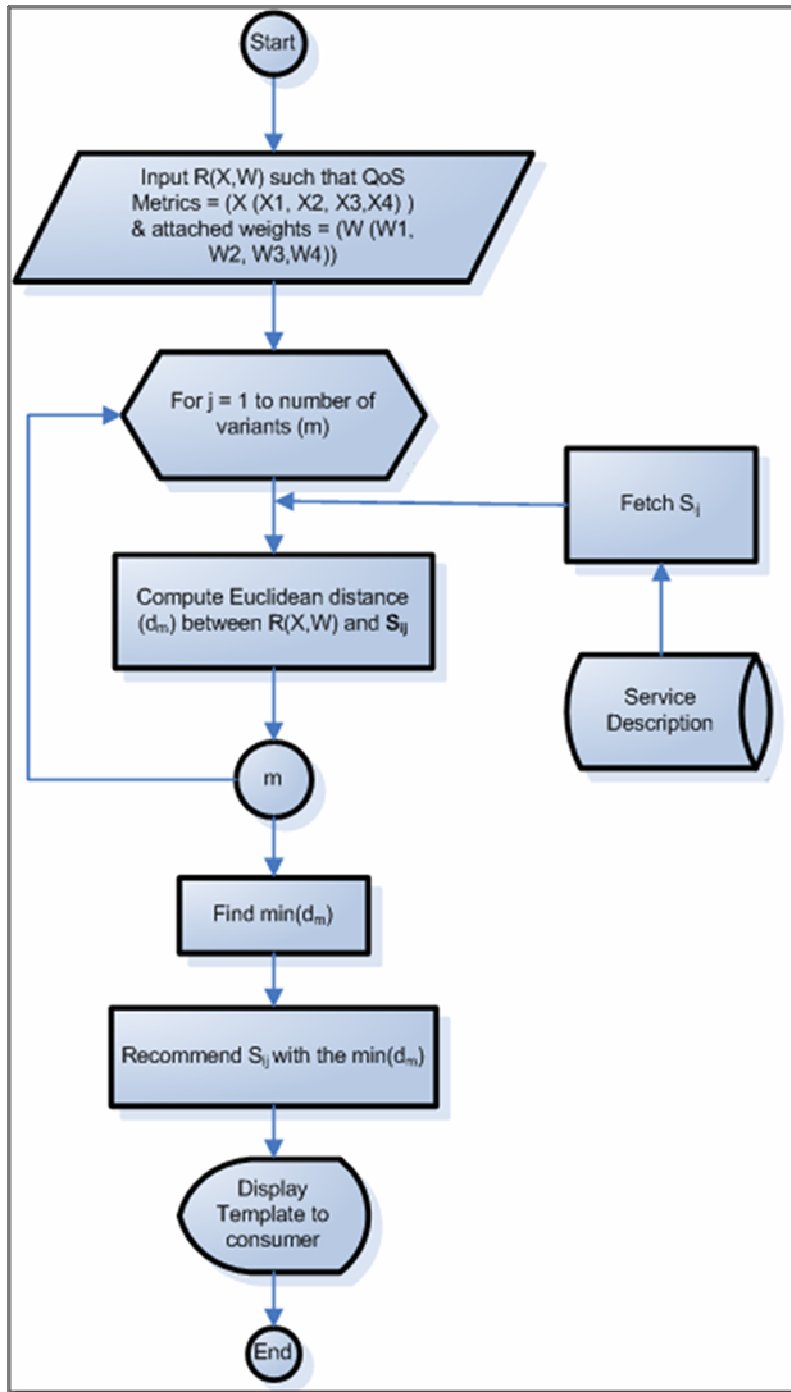 Start
Input R(X,W) such that QoS
Metrics = (X (X1, X2, X3,X4) )
& attached weights = (W (W1,
W2, W3,W4))
For j = 1 to number of
variants (m)
Fetch Sij
Compute Euclidean distance
(dm) between R(X,W) and Sij
Service
Description
m
Find min(dm)
Recommend Sij with the min(dm)
Display
Template to
consumer
End